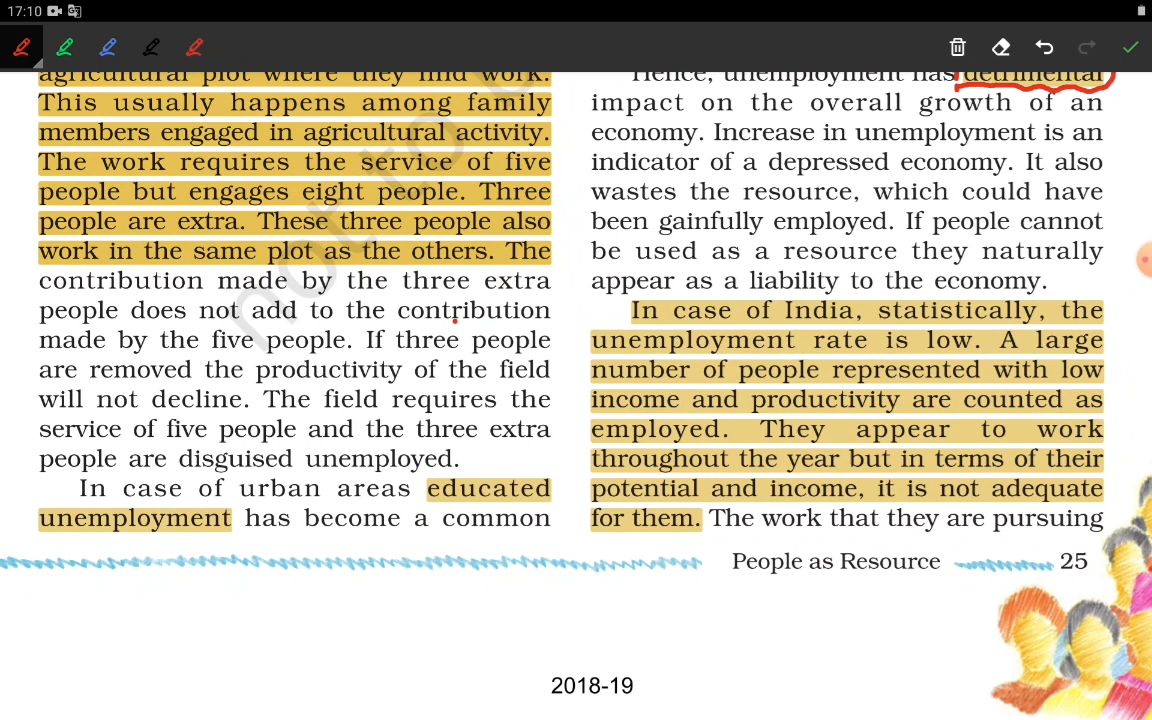 17:10
agricultural plot where they find work.
This usually happens among family
members engaged in agricultural activity.
The work requires the service of five
people but engages eight people. Three
people are extra. These three people also
work in the same plot as the others. The
contribution made by the three extra
people does not add to the contribution
made by the five people. If three people
are removed the productivity of the field
will not decline. The field requires the
service of five people and the three extra
people are disguised unemployed.
In case of urban areas educated
unemployment has become a common
Hence, unemployment has detrimental
impact on the overall growth of an
economy. Increase in unemployment is an
indicator of a depressed economy. It also
wastes the resource, which could have
been gainfully employed. If people cannot
be used as a resource they naturally
appear as a liability to the economy.
In case of India, statistically, the
unemployment rate is low. A large
number of people represented with low
income and productivity are counted as
employed. They appear to work
throughout the year but in terms of their
potential and income, it is not adequate
for them. The work that they are pursuing
People as Resource 25
2018-19
not to